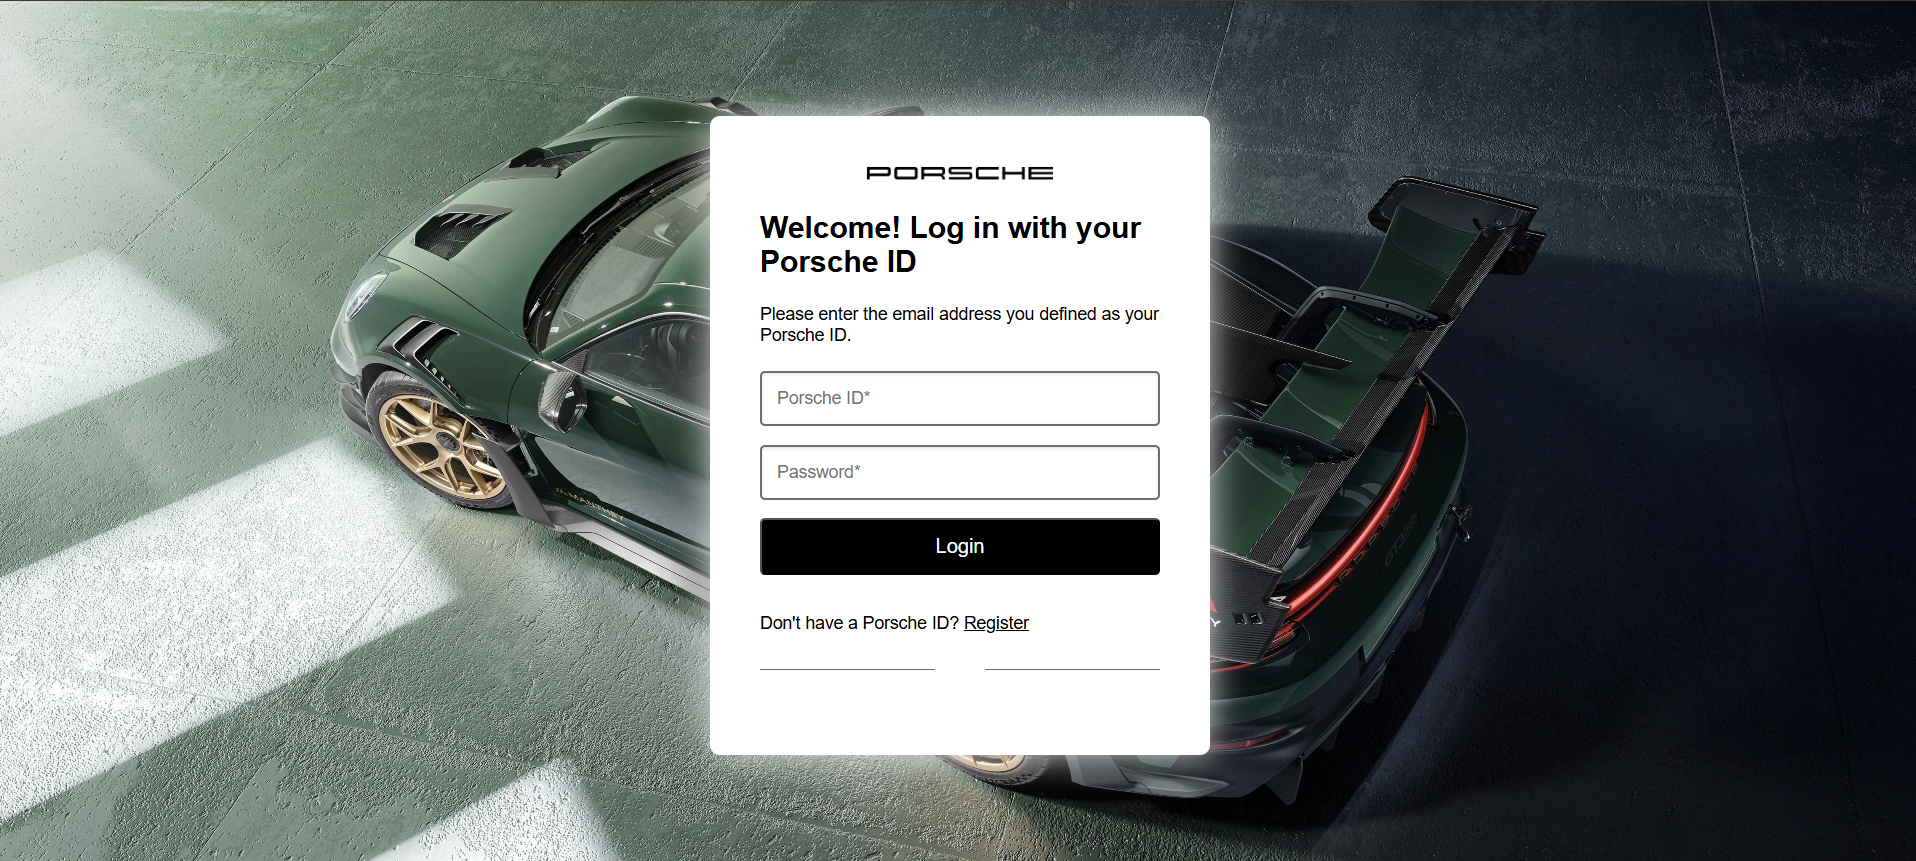 PORSCHE
Welcome! Log in with your
Porsche ID
Please enter the email address you defined as your
Porsche ID.
Porsche ID*
Password*
Login
Don't have a Porsche ID? Register
MANTHEY